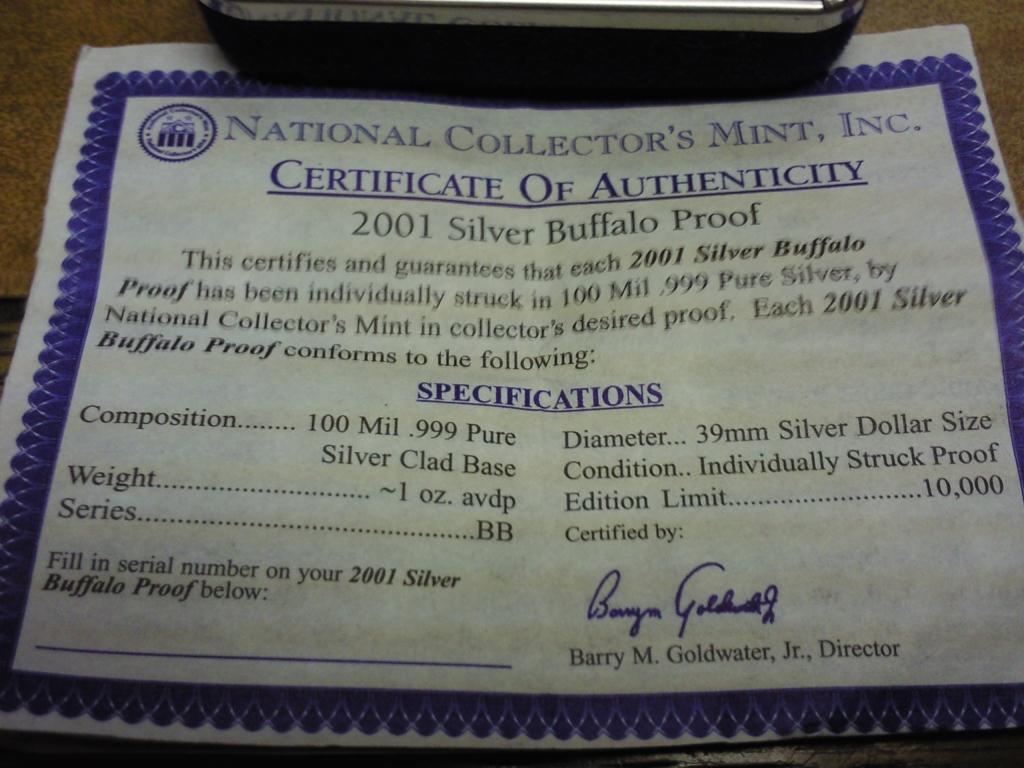 NATIONAL COLLECTOR'S MINT, INC.
CERTIFICATE OF AUTHENTICITY
2001 Silver Buffalo Proof
This certifies and guarantees that each 2001 Silver Buffalo
Proof has been individually struck in 100 Mil .999 Pure Silver, by
National Collector's Mint in collector's desired proof. Each 2001 Silver
Buffalo Proof conforms to the following:
SPECIFICATIONS
Composition........ 100 Mil .999 Pure
Silver Clad Base
Weight.............................. ~1 oz. avdp
Series...............................................BB
Diameter... 39mm Silver Dollar Size
Condition.. Individually Struck Proof
Edition Limit..........................10,000
Fill in serial number on your 2001 Silver
Buffalo Proof below:
Certified by:
Barry M. Goldwater, Jr., Director